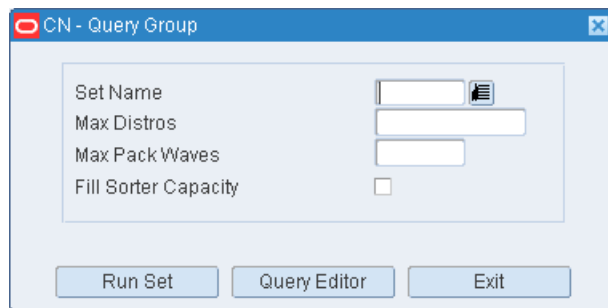 CN - Query Group
Set Name
Max Distros
Max Pack Waves
Fill Sorter Capacity
Run Set Query Editor Exit